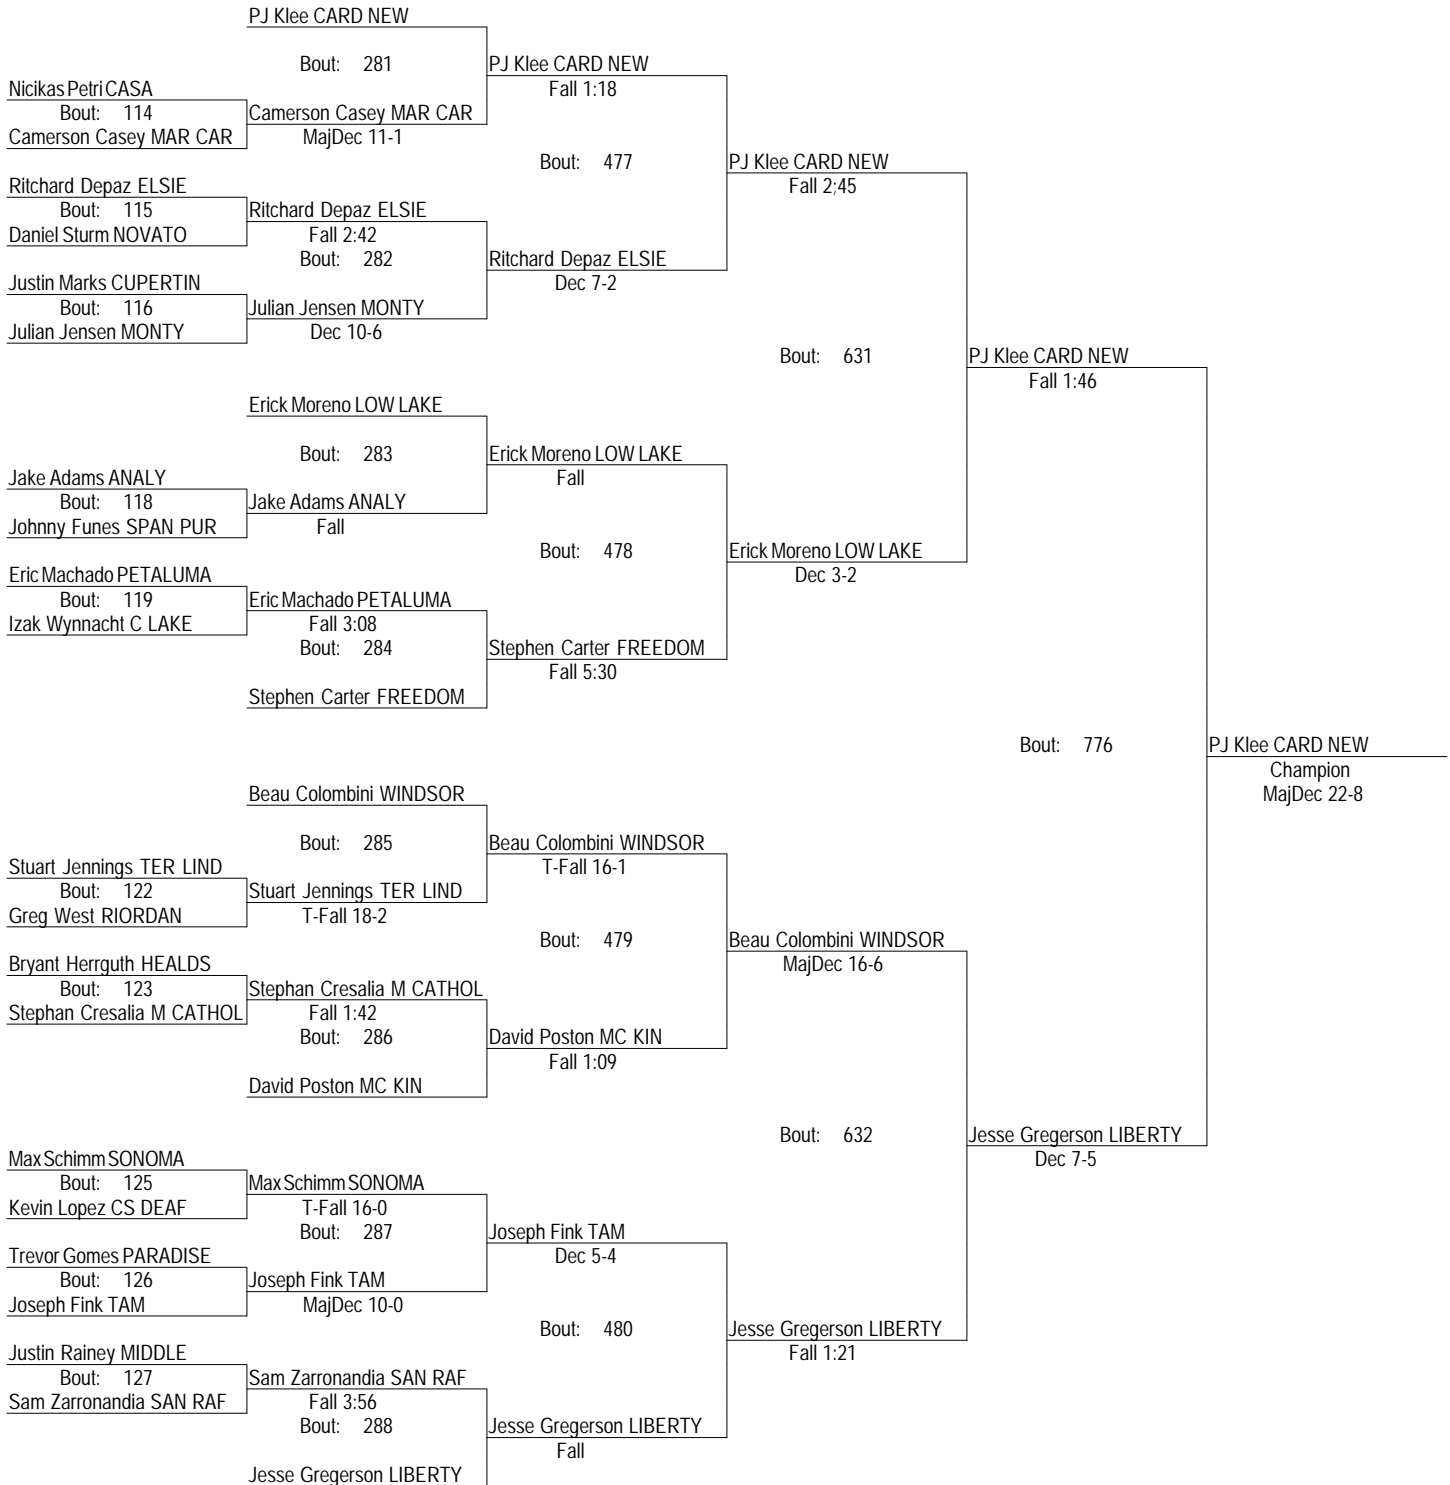 PJ Klee CARD NEW
Bout: 281
PJ Klee CARD NEW
Fall 1:18
Nicikas Petri CASA
Bout: 114
Camerson Casey MAR CAR
Camerson Casey MAR CAR
MajDec 11-1
Bout: 477
PJ Klee CARD NEW
Fall 2;45
Ritchard Depaz ELSIE
Bout: 115
Daniel Sturm NOVATO
Ritchard Depaz ELSIE
Fall 2:42
Bout: 282
Ritchard Depaz ELSIE
Dec 7-2
Justin Marks CUPERTIN
Bout: 116
Julian Jensen MONTY
Julian Jensen MONTY
Dec 10-6
Bout: 631
PJ Klee CARD NEW
Fall 1:46
Erick Moreno LOW LAKE
Bout: 283
Erick Moreno LOW LAKE
Fall
Jake Adams ANALY
Bout: 118
Johnny Funes SPAN PUR
Jake Adams ANALY
Fall
Bout: 478
Erick Moreno LOW LAKE
Dec 3-2
Eric Machado PETALUMA
Bout: 119
Izak Wynnacht C LAKE
Eric Machado PETALUMA
Fall 3:08
Bout: 284
Stephen Carter FREEDOM
Fall 5:30
Stephen Carter FREEDOM
Bout: 776
PJ Klee CARD NEW
Champion
MajDec 22-8
Beau Colombini WINDSOR
Bout: 285
Beau Colombini WINDSOR
T-Fall 16-1
Stuart Jennings TER LIND
Bout: 122
Greg West RIORDAN
Stuart Jennings TER LIND
T-Fall 18-2
Bout: 479
Beau Colombini WINDSOR
MajDec 16-6
Bryant Herrguth HEALDS
Bout: 123
Stephan Cresalia M CATHOL
Stephan Cresalia M CATHOL
Fall 1:42
Bout: 286
David Poston MC KIN
Fall 1:09
David Poston MC KIN
Bout: 632
Jesse Gregerson LIBERTY
Dec 7-5
Max Schimm SONOMA
Bout: 125
Kevin Lopez CS DEAF
Max Schimm SONOMA
T-Fall 16-0
Bout: 287
Joseph Fink TAM
Dec 5-4
Trevor Gomes PARADISE
Bout: 126
Joseph Fink TAM
Joseph Fink TAM
MajDec 10-0
Bout: 480
Jesse Gregerson LIBERTY
Fall 1:21
Justin Rainey MIDDLE
Bout: 127
Sam Zarronandia SAN RAF
Sam Zarronandia SAN RAF
Fall 3:56
Bout: 288
Jesse Gregerson LIBERTY
Fall
Jesse Gregerson LIBERTY